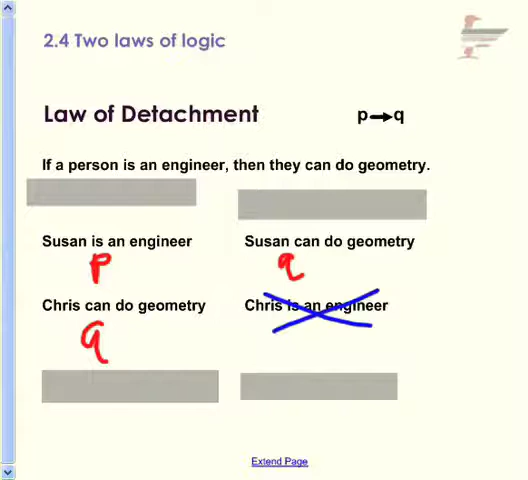 2.4 Two laws of logic
Law of Detachment p→q
If a person is an engineer, then they can do geometry.
Susan is an engineer Susan can do geometry
p q
Chris can do geometry Chris is an engineer
q
Extend Page